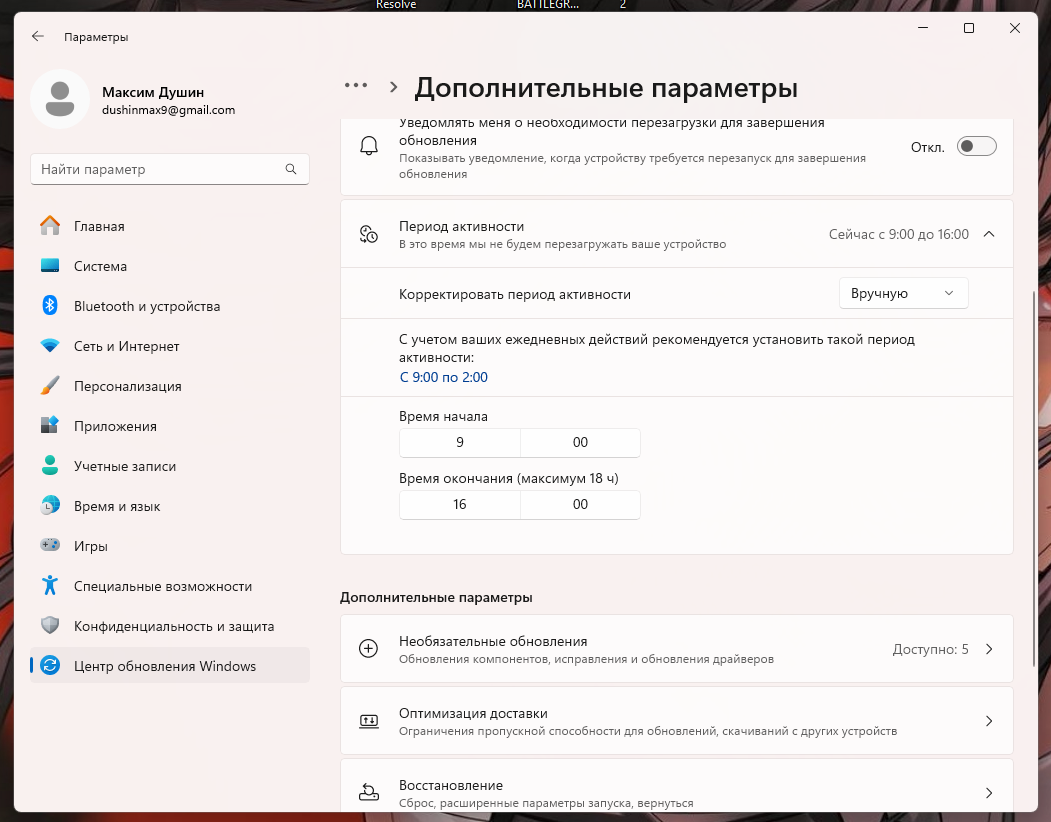 Resolve
BATTLEGR...
2
Параметры
Максим Душин
dushinmax9@gmail.com
Найти параметр
Главная
Система
Bluetooth и устройства
Сеть и Интернет
Персонализация
Приложения
Учетные записи
Время и язык
Игры
Специальные возможности
Конфиденциальность и защита
Центр обновления Windows
Дополнительные параметры
Уведомлять меня о необходимости перезагрузки для завершения
обновления
Показывать уведомление, когда устройству требуется перезапуск для завершения
обновления
Откл.
Период активности
В это время мы не будем перезагружать ваше устройство
Сейчас с 9:00 до 16:00
Корректировать период активности
Вручную
С учетом ваших ежедневных действий рекомендуется установить такой период
активности:
С 9:00 по 2:00
Время начала
9 00
Время окончания (максимум 18 ч)
16 00
Дополнительные параметры
Необязательные обновления
Обновления компонентов, исправления и обновления драйверов
Доступно: 5
Оптимизация доставки
Ограничения пропускной способности для обновлений, скачиваний с других устройств
Восстановление
Сброс, расширенные параметры запуска, вернуться